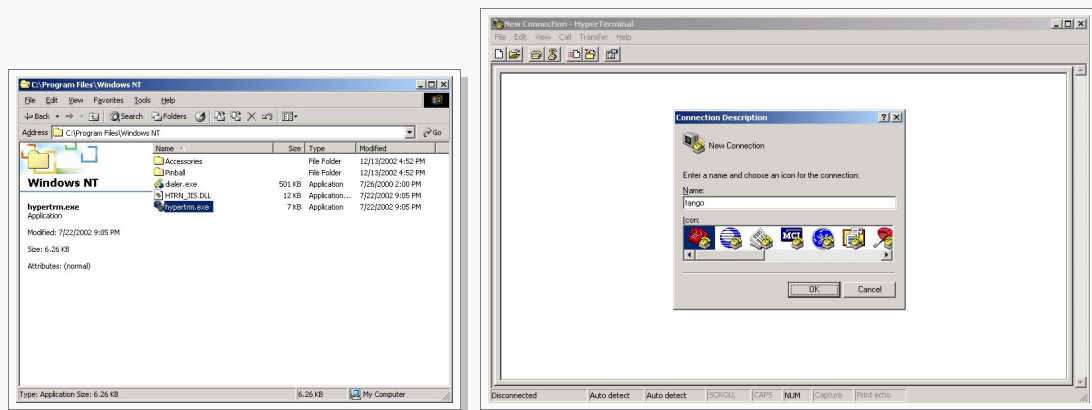 C:\Program Files\Windows NT
File Edit View Favorites Tools Help
Back Search Folders
Address C:\Program Files\Windows NT Go
Name Size Type Modified
Accessories File Folder 12/13/2002 4:52 PM
Pinball File Folder 12/13/2002 4:52 PM
dialer.exe 501 KB Application 7/26/2000 2:00 PM
HTRN_JIS.DLL 12 KB Application... 7/22/2002 9:05 PM
hypertrm.exe 7 KB Application 7/22/2002 9:05 PM
Windows NT
hypertrm.exe
Application
Modified: 7/22/2002 9:05 PM
Size: 6.26 KB
Attributes: (normal)
Type: Application Size: 6.26 KB 6.26 KB My Computer
New Connection - HyperTerminal
File Edit View Call Transfer Help
Connection Description
New Connection
Enter a name and choose an icon for the connection:
Name:
tango
Icon:
MCI
OK Cancel
Disconnected Auto detect Auto detect SCROLL CAPS NUM Capture Print echo